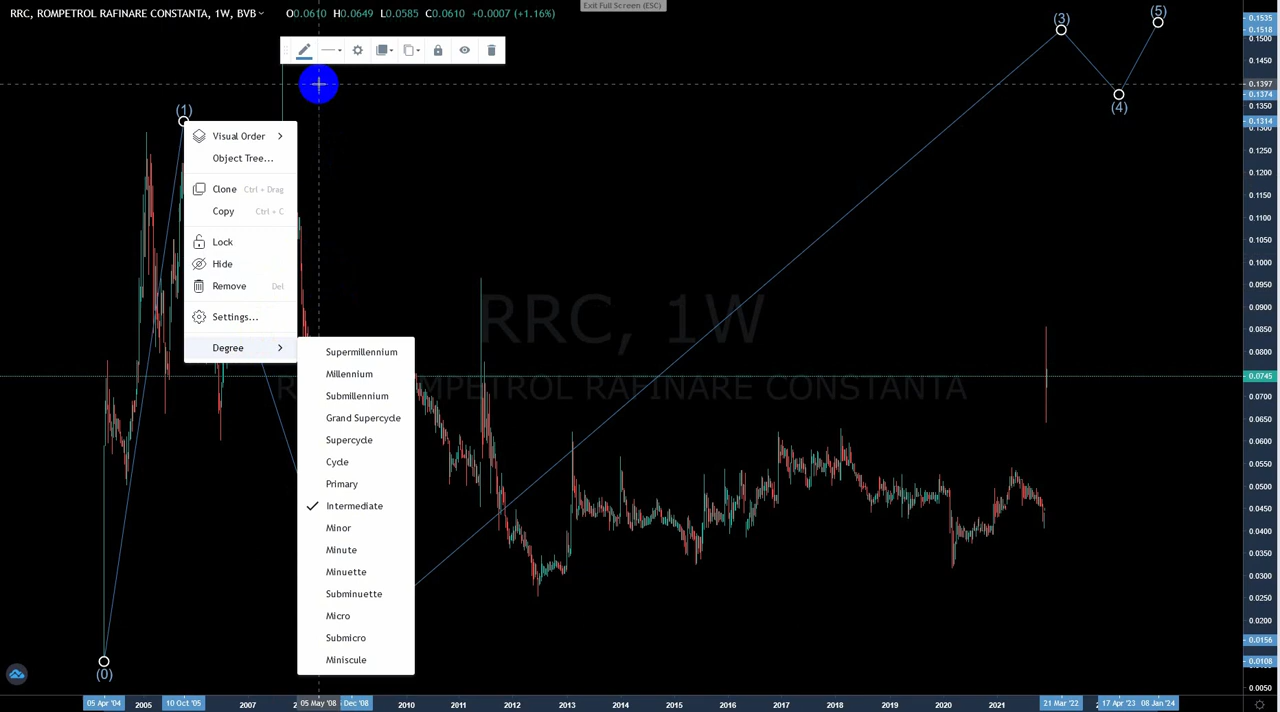 RRC, ROMPETROL RAFINARE CONSTANTA, 1W, BVB O0.0610 H0.0649 L0.0585 C0.0610 +0.0007 (+1.16%)
Exit Full Screen (ESC)
(1)
(3)
(5)
(4)
(0)
Visual Order
Object Tree...
Clone Ctrl + Drag
Copy Ctrl + C
Lock
Hide
Remove Del
Settings...
Degree
Supermillennium
Millennium
Submillennium
Grand Supercycle
Supercycle
Cycle
Primary
Intermediate
Minor
Minute
Minuette
Subminuette
Micro
Submicro
Miniscule
RRC, 1W
ROMPETROL RAFINARE CONSTANTA
0.1535
0.1518
0.1500
0.1450
0.1397
0.1374
0.1350
0.1314
0.1250
0.1200
0.1150
0.1100
0.1050
0.1000
0.0950
0.0900
0.0850
0.0800
0.0745
0.0700
0.0650
0.0600
0.0550
0.0500
0.0450
0.0400
0.0350
0.0300
0.0250
0.0200
0.0156
0.0108
0.0050
05 Apr '04 2005 10 Oct '05 2007 05 May '08 Dec '08 2010 2011 2012 2013 2014 2015 2016 2017 2018 2019 2020 2021 21 Mar '22 17 Apr '23 08 Jan '24